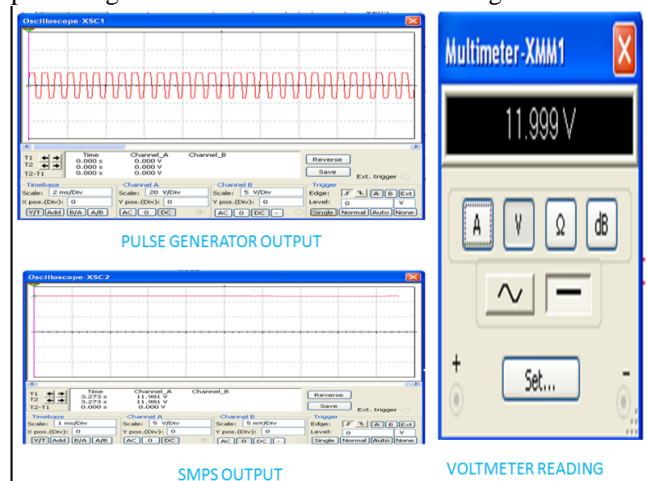 Oscilloscope-XSC1
Time Channel_A Channel_B
T1 0.000 s 0.000 V
T2 0.000 s 0.000 V
T2-T1 0.000 s 0.000 V
Reverse
Save
Ext. trigger
Timebase Channel A Channel B Trigger
Scale: 2 ms/Div Scale: 20 V/Div Scale: 5 V/Div Edge: A B Ext
X pos.(Div): 0 Y pos.(Div): 0 Y pos.(Div): 0 Level: 0 V
Y/T Add B/A A/B AC 0 DC AC 0 DC - Single Normal Auto None
PULSE GENERATOR OUTPUT
Oscilloscope-XSC2
Time Channel_A Channel_B
T1 3.273 s 11.981 V
T2 3.273 s 11.981 V
T2-T1 0.000 s 0.000 V
Reverse
Save
Ext. trigger
Timebase Channel A Channel B Trigger
Scale: 1 ms/Div Scale: 5 V/Div Scale: 5 mV/Div Edge: A B Ext
X pos.(Div): 0 Y pos.(Div): 0 Y pos.(Div): 0 Level: 0 V
Y/T Add B/A A/B AC 0 DC AC 0 DC - Single Normal Auto None
SMPS OUTPUT
Multimeter-XMM1
11.999 V
A V Ω dB
+ Set... -
VOLTMETER READING